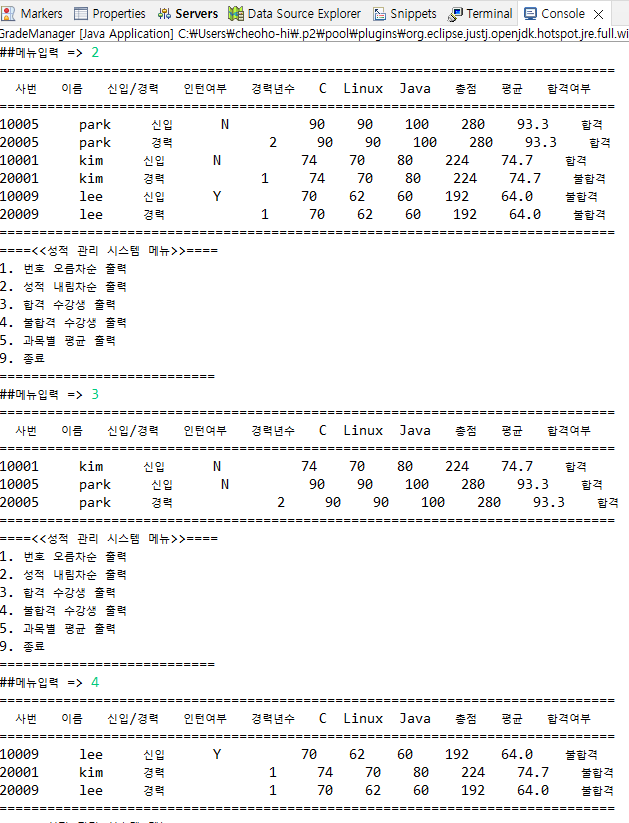 Markers Properties Servers Data Source Explorer Snippets Terminal Console
GradeManager [Java Application] C:₩Users₩cheoho-hi₩.p2₩pool₩plugins₩org.eclipse.justj.openjdk.hotspot.jre.full.wi
##메뉴입력 => 2
=============================================================================
사번 이름 신입/경력 인턴여부 경력년수 C Linux Java 총점 평균 합격여부
=============================================================================
10005 park 신입 N 90 90 100 280 93.3 합격
20005 park 경력 2 90 90 100 280 93.3 합격
10001 kim 신입 N 74 70 80 224 74.7 합격
20001 kim 경력 1 74 70 80 224 74.7 불합격
10009 lee 신입 Y 70 62 60 192 64.0 불합격
20009 lee 경력 1 70 62 60 192 64.0 불합격
=============================================================================
====<<성적 관리 시스템 메뉴>>====
1. 번호 오름차순 출력
2. 성적 내림차순 출력
3. 합격 수강생 출력
4. 불합격 수강생 출력
5. 과목별 평균 출력
9. 종료
===========================
##메뉴입력 => 3
=============================================================================
사번 이름 신입/경력 인턴여부 경력년수 C Linux Java 총점 평균 합격여부
=============================================================================
10001 kim 신입 N 74 70 80 224 74.7 합격
10005 park 신입 N 90 90 100 280 93.3 합격
20005 park 경력 2 90 90 100 280 93.3 합격
=============================================================================
====<<성적 관리 시스템 메뉴>>====
1. 번호 오름차순 출력
2. 성적 내림차순 출력
3. 합격 수강생 출력
4. 불합격 수강생 출력
5. 과목별 평균 출력
9. 종료
===========================
##메뉴입력 => 4
=============================================================================
사번 이름 신입/경력 인턴여부 경력년수 C Linux Java 총점 평균 합격여부
=============================================================================
10009 lee 신입 Y 70 62 60 192 64.0 불합격
20001 kim 경력 1 74 70 80 224 74.7 불합격
20009 lee 경력 1 70 62 60 192 64.0 불합격
=============================================================================